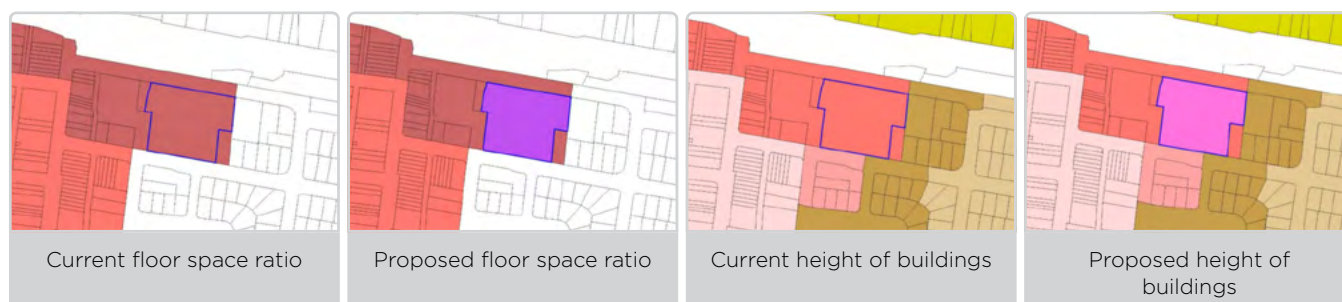 Current floor space ratio
Proposed floor space ratio
Current height of buildings
Proposed height of
buildings